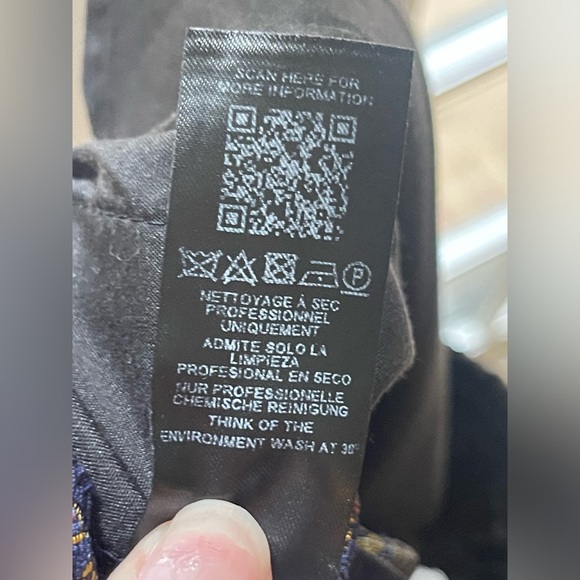 SCAN HERE FOR
MORE INFORMATION
P
NETTOYAGE À SEC
PROFESSIONNEL
UNIQUEMENT
ADMITE SOLO LA
LIMPIEZA
PROFESIONAL EN SECO
NUR PROFESSIONELLE
CHEMISCHE REINIGUNG
THINK OF THE
ENVIRONMENT WASH AT 30°